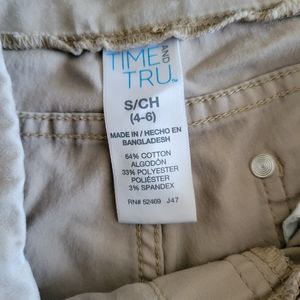 TIME AND
TRU™
S/CH
(4-6)
MADE IN / HECHO EN
BANGLADESH
64% COTTON
ALGODÓN
33% POLYESTER
POLIÉSTER
3% SPANDEX
RN# 52469 J47